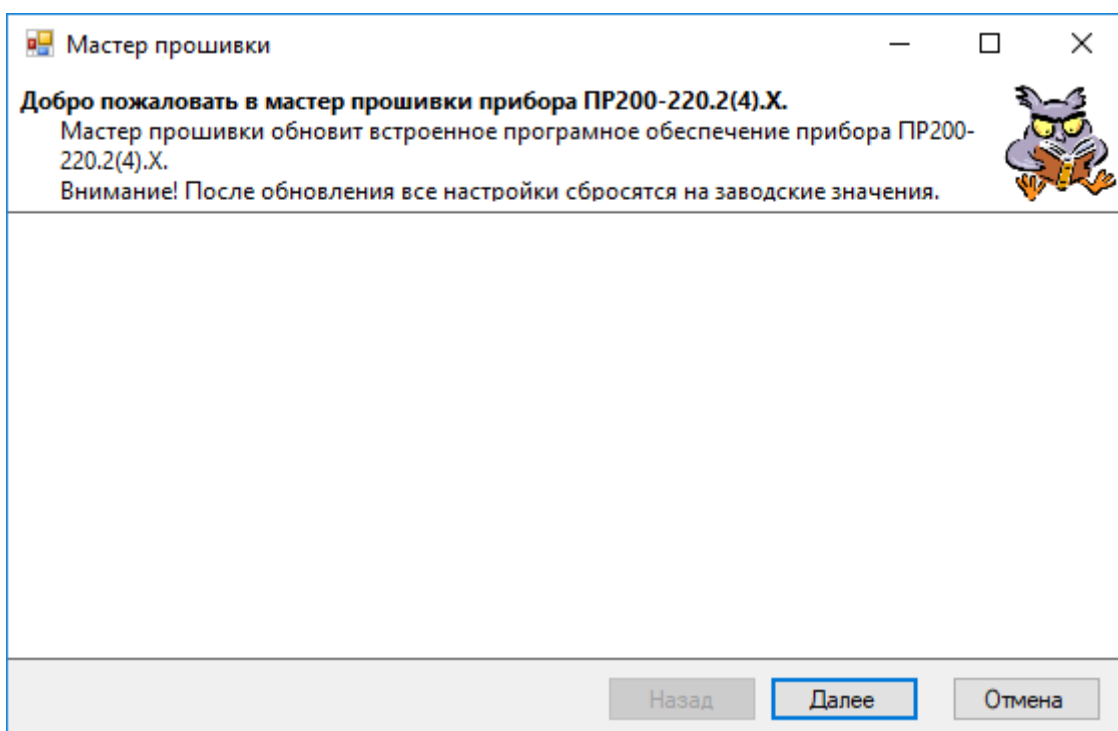 Мастер прошивки
Добро пожаловать в мастер прошивки прибора ПР200-220.2(4).X.
Мастер прошивки обновит встроенное програмное обеспечение прибора ПР200-
220.2(4).X.
Внимание! После обновления все настройки сбросятся на заводские значения.
Назад Далее Отмена